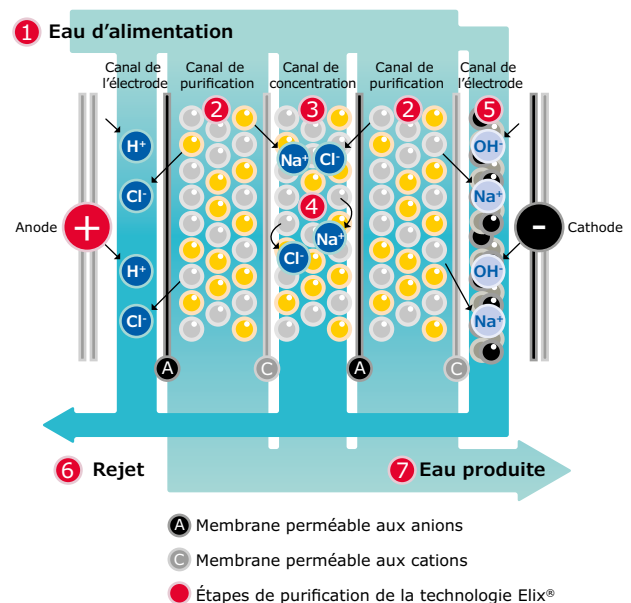 1 Eau d’alimentation
Canal de l’électrode
Canal de purification
Canal de concentration
Canal de purification
Canal de l’électrode
2
3
2
5
H+
Na+
Cl-
OH-
Cl-
Na+
4
Anode
+
Na+
Cl-
-
Cathode
H+
OH-
Cl-
Na+
A
C
A
C
6 Rejet
7 Eau produite
A Membrane perméable aux anions
C Membrane perméable aux cations
Étapes de purification de la technologie Elix®